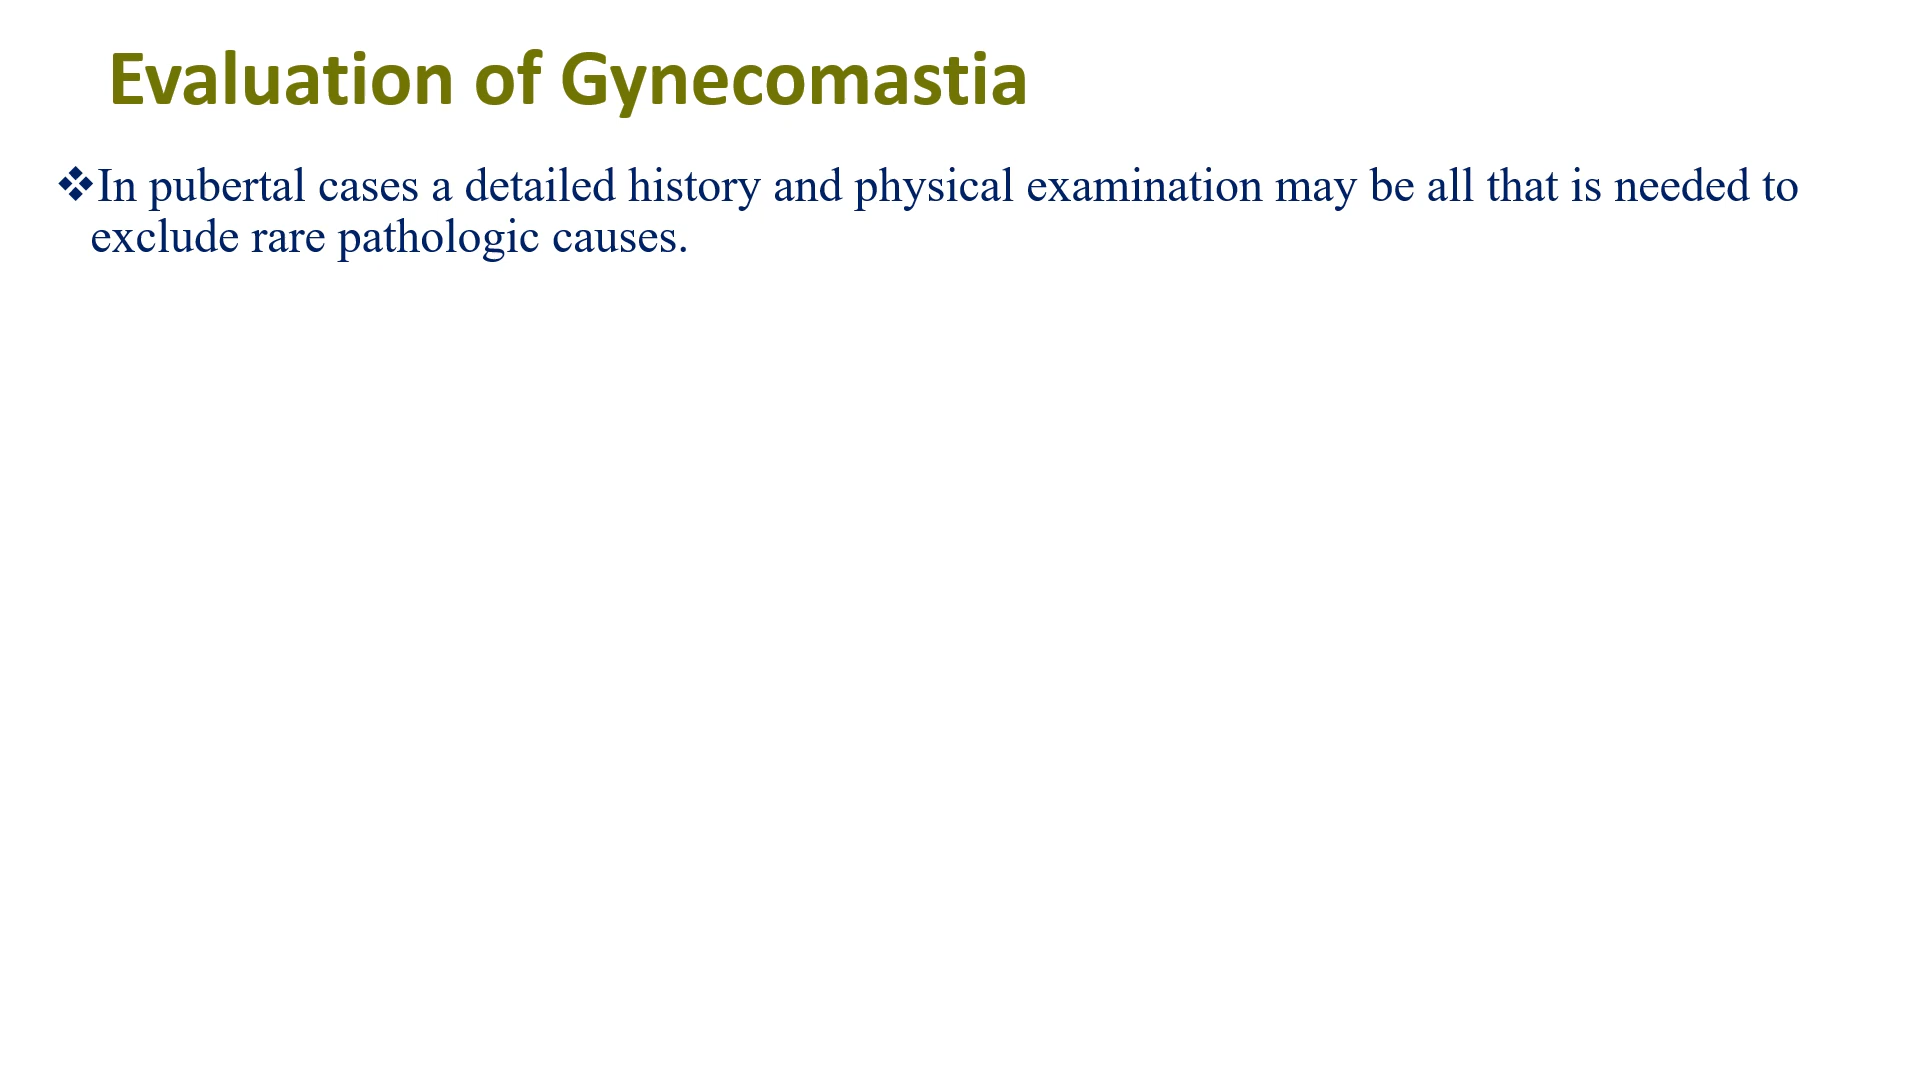 Evaluation of Gynecomastia
❖In pubertal cases a detailed history and physical examination may be all that is needed to
exclude rare pathologic causes.